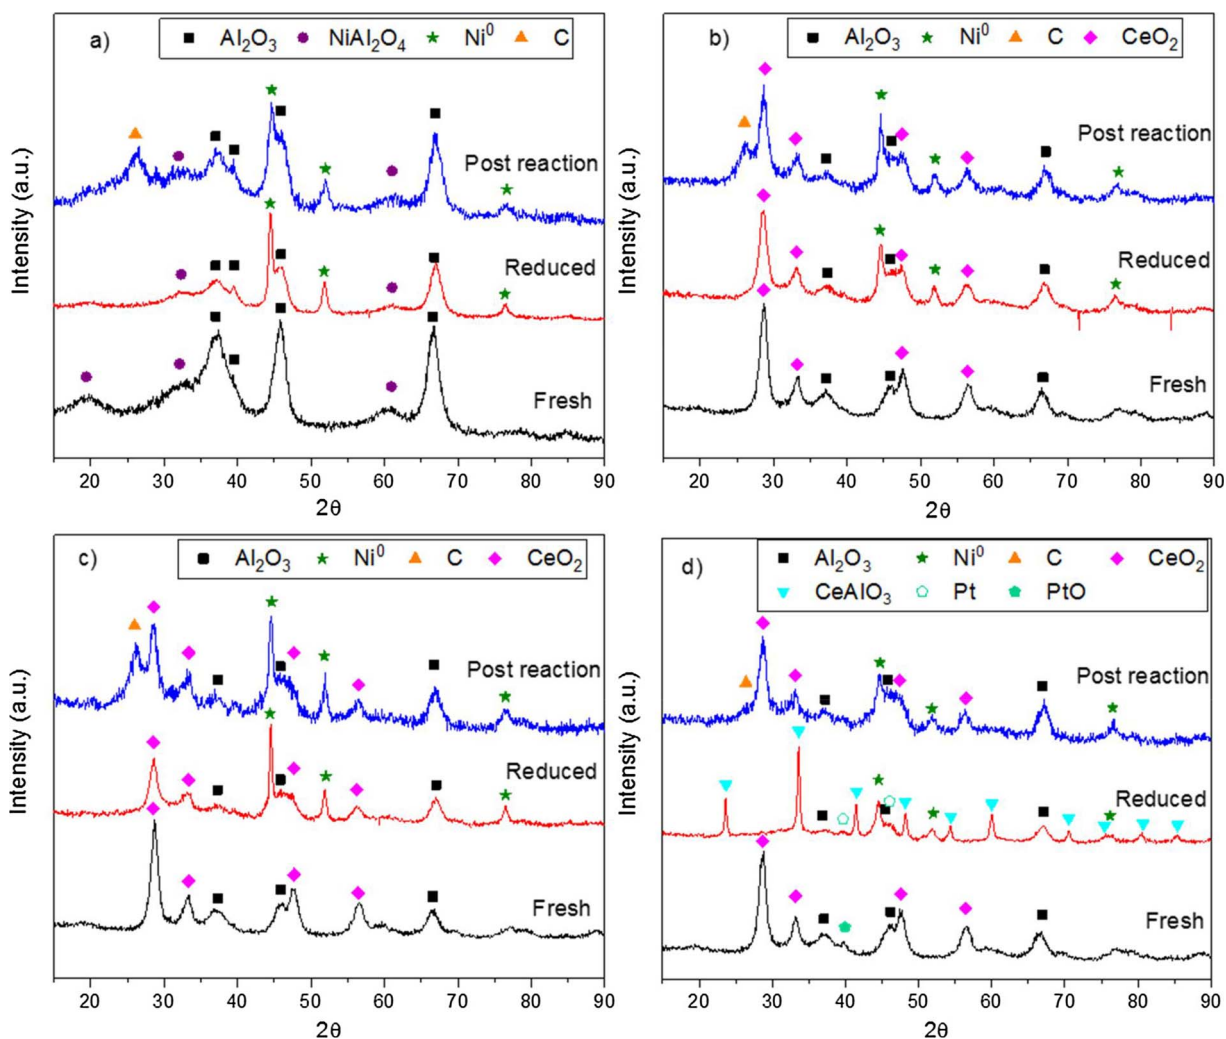 a) Al₂O₃ NiAl₂O₄ Ni⁰ C
Post reaction
Reduced
Fresh
Intensity (a.u.)
20 30 40 50 60 70 80 90
2θ
b) Al₂O₃ Ni⁰ C CeO₂
Post reaction
Reduced
Fresh
Intensity (a.u.)
20 30 40 50 60 70 80 90
2θ
c) Al₂O₃ Ni⁰ C CeO₂
Post reaction
Reduced
Fresh
Intensity (a.u.)
20 30 40 50 60 70 80 90
2θ
d) Al₂O₃ Ni⁰ C CeO₂
CeAlO₃ Pt PtO
Post reaction
Reduced
Fresh
Intensity (a.u.)
20 30 40 50 60 70 80 90
2θ